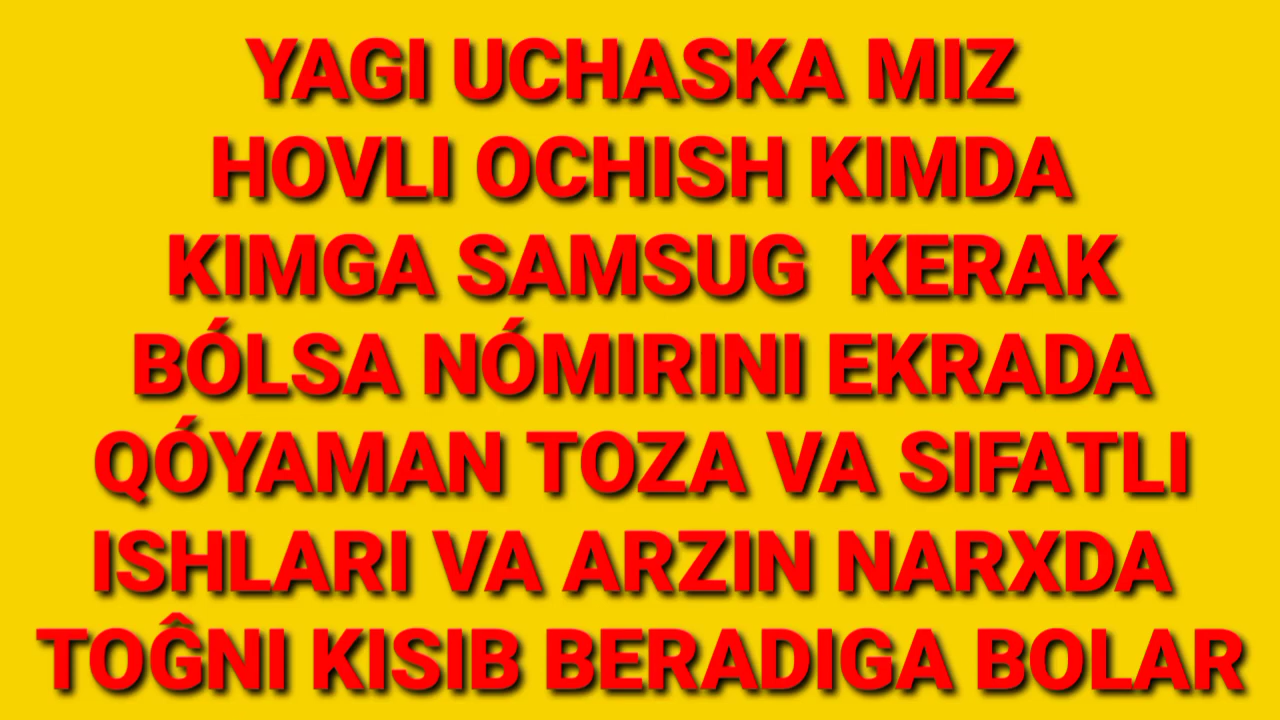 YAGI UCHASKA MIZ
HOVLI OCHISH KIMDA
KIMGA SAMSUG KERAK
BÓLSA NÓMIRINI EKRADA
QÓYAMAN TOZA VA SIFATLI
ISHLARI VA ARZIN NARXDA
TOĜNI KISIB BERADIGA BOLAR